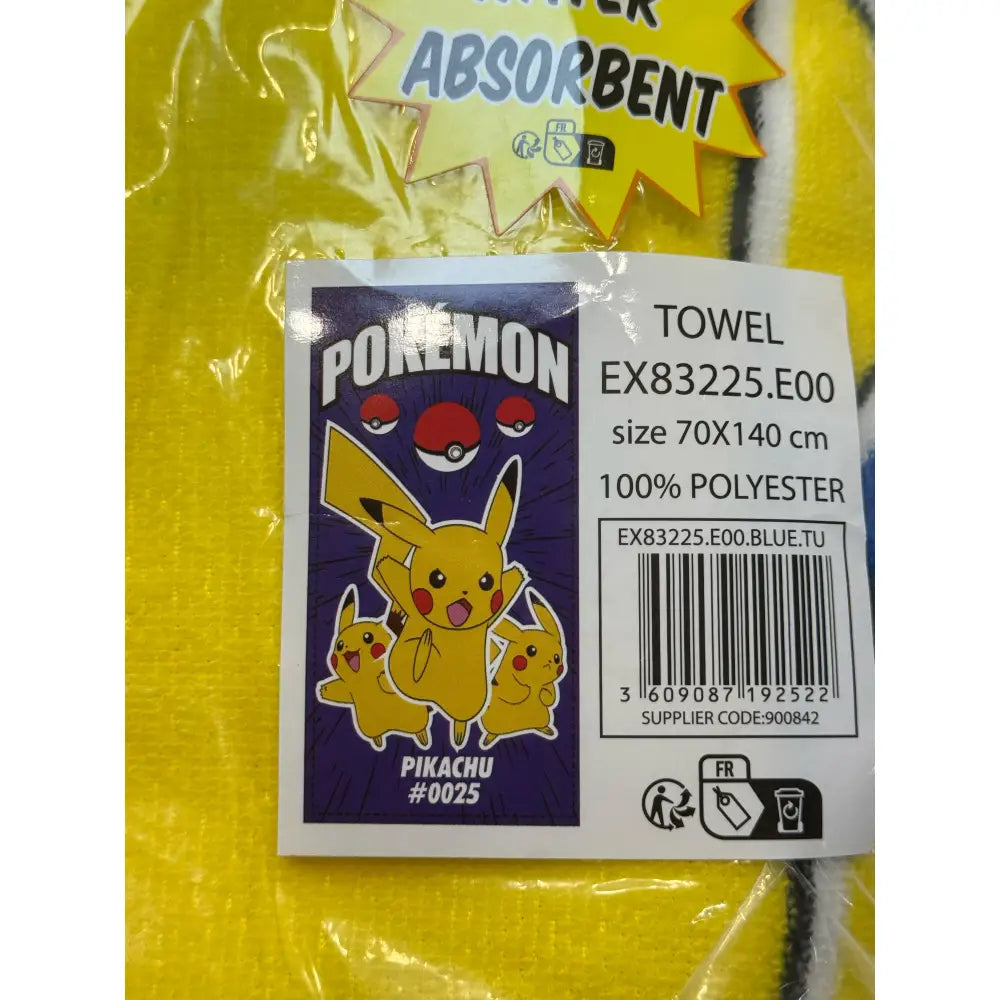 WATER
ABSORBENT
FR
POKÉMON
PIKACHU
#0025
TOWEL
EX83225.E00
size 70X140 cm
100% POLYESTER
EX83225.E00.BLUE.TU
3 609087 192522
SUPPLIER CODE:900842
FR